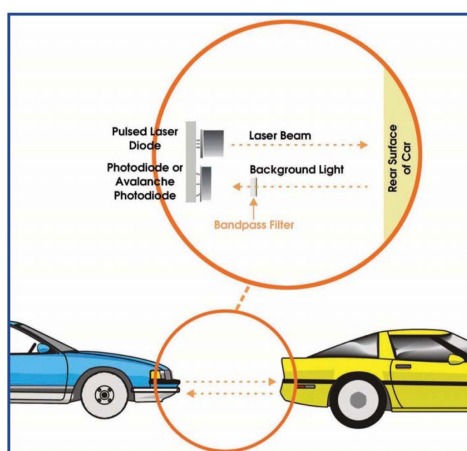 Pulsed Laser
Diode
Laser Beam
Photodiode or
Avalanche
Photodiode
Background Light
Bandpass Filter
Rear Surface
of Car